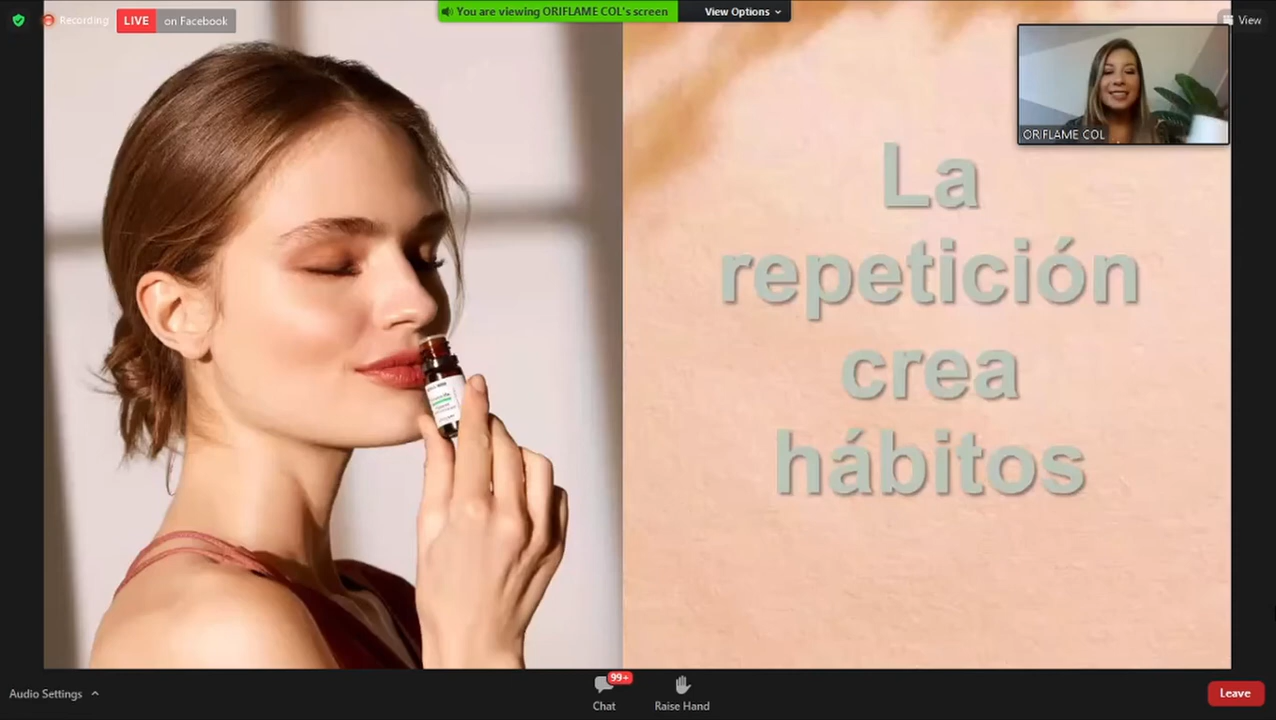 Recording
LIVE on Facebook
You are viewing ORIFLAME COL's screen
View Options
View
ORIFLAME COL
La
repetición
crea
hábitos
Audio Settings
99+
Chat
Raise Hand
Leave